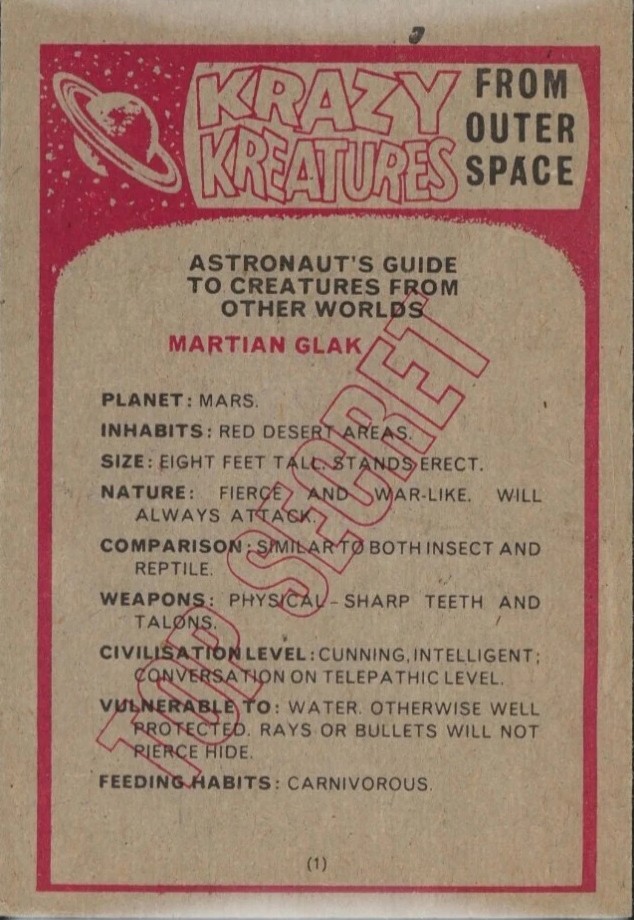 KRAZY
KREATURES
FROM
OUTER
SPACE
ASTRONAUT'S GUIDE
TO CREATURES FROM
OTHER WORLDS
MARTIAN GLAK
PLANET: MARS.
INHABITS: RED DESERT AREAS.
SIZE: EIGHT FEET TALL. STANDS ERECT.
NATURE: FIERCE AND WAR-LIKE. WILL
ALWAYS ATTACK.
COMPARISON: SIMILAR TO BOTH INSECT AND
REPTILE.
WEAPONS: PHYSICAL - SHARP TEETH AND
TALONS.
CIVILISATION LEVEL: CUNNING, INTELLIGENT;
CONVERSATION ON TELEPATHIC LEVEL.
VULNERABLE TO: WATER. OTHERWISE WELL
PROTECTED. RAYS OR BULLETS WILL NOT
PIERCE HIDE.
FEEDING HABITS: CARNIVOROUS.
TOP SECRET
(1)